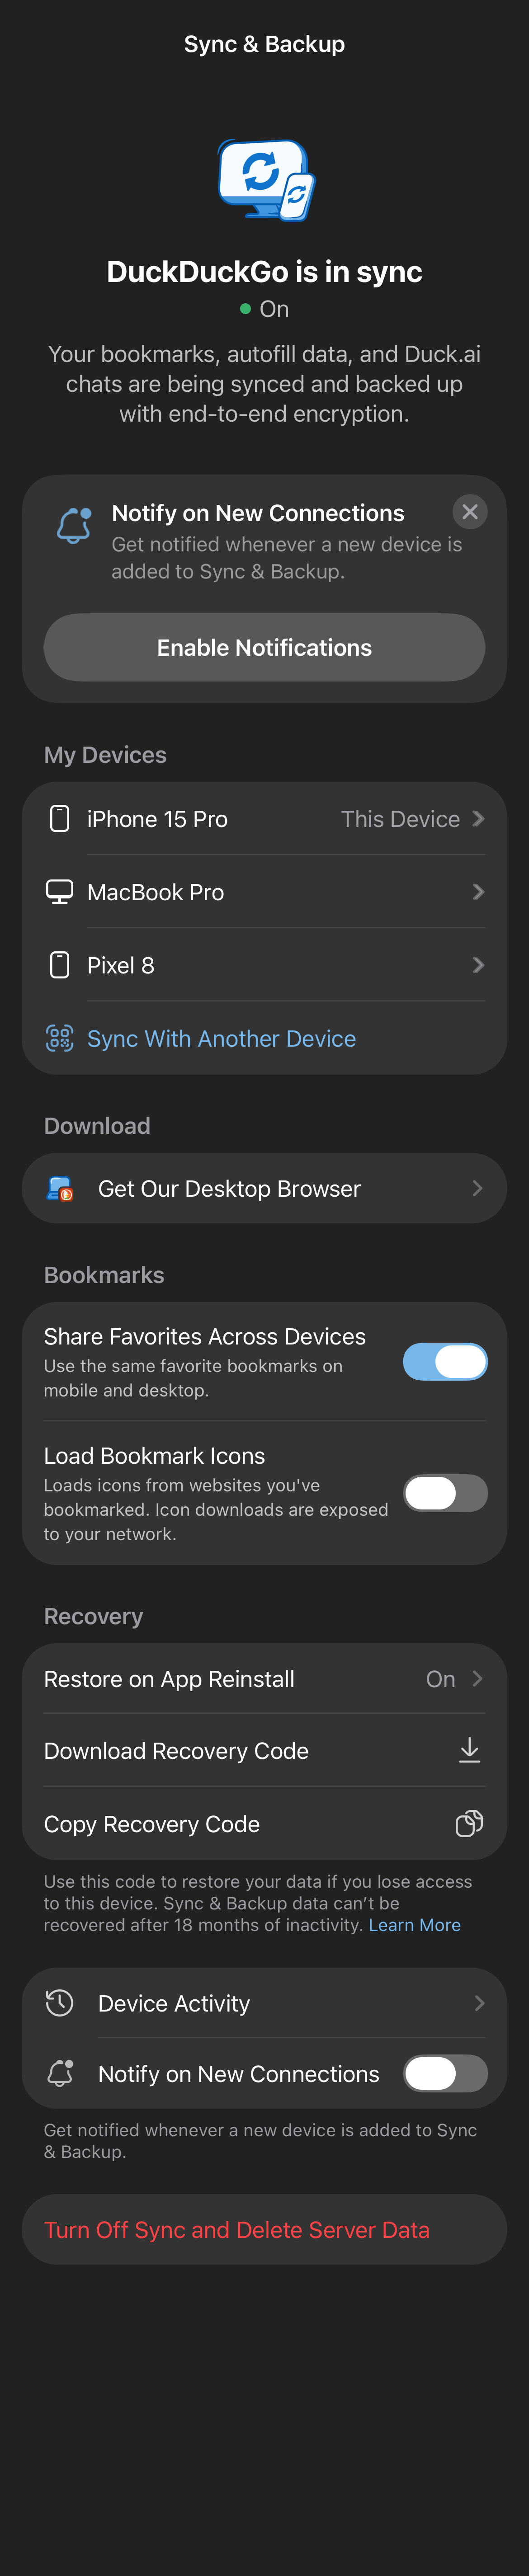 Sync & Backup
DuckDuckGo is in sync
On
Your bookmarks, autofill data, and Duck.ai
chats are being synced and backed up
with end-to-end encryption.
Notify on New Connections
Get notified whenever a new device is
added to Sync & Backup.
Enable Notifications
My Devices
iPhone 15 Pro This Device
MacBook Pro
Pixel 8
Sync With Another Device
Download
Get Our Desktop Browser
Bookmarks
Share Favorites Across Devices
Use the same favorite bookmarks on
mobile and desktop.
Load Bookmark Icons
Loads icons from websites you've
bookmarked. Icon downloads are exposed
to your network.
Recovery
Restore on App Reinstall On
Download Recovery Code
Copy Recovery Code
Use this code to restore your data if you lose access
to this device. Sync & Backup data can’t be
recovered after 18 months of inactivity. Learn More
Device Activity
Notify on New Connections
Get notified whenever a new device is added to Sync
& Backup.
Turn Off Sync and Delete Server Data